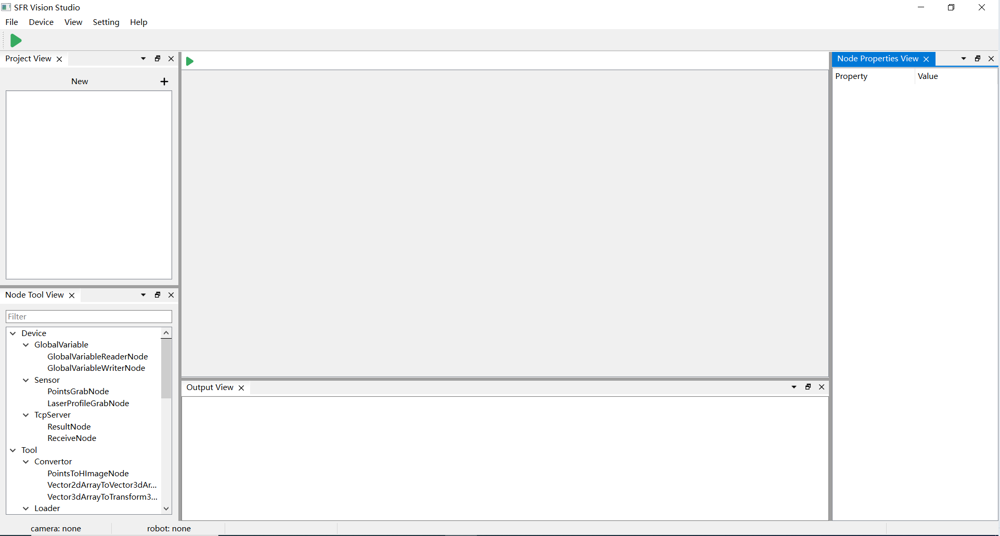 SFR Vision Studio
File Device View Setting Help
Project View
New
Node Tool View
Filter
Device
GlobalVariable
GlobalVariableReaderNode
GlobalVariableWriterNode
Sensor
PointsGrabNode
LaserProfileGrabNode
TcpServer
ResultNode
ReceiveNode
Tool
Convertor
PointsToHImageNode
Vector2dArrayToVector3dAr...
Vector3dArrayToTransform3...
Loader
Output View
Node Properties View
Property Value
camera: none robot: none